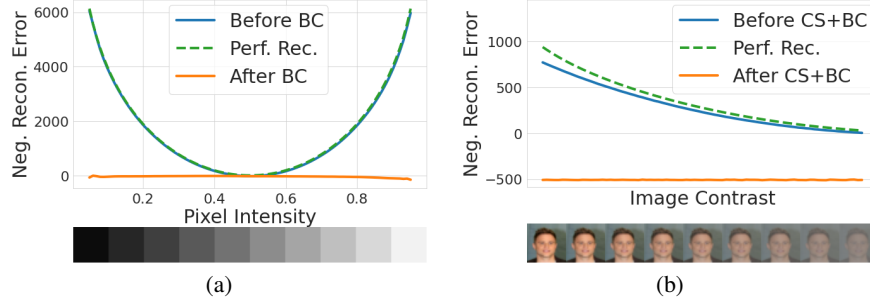 Neg. Recon. Error
6000
4000
2000
0
Before BC
Perf. Rec.
After BC
0.2
0.4
0.6
0.8
Pixel Intensity
(a)
Neg. Recon. Error
1000
500
0
−500
Before CS+BC
Perf. Rec.
After CS+BC
Image Contrast
(b)